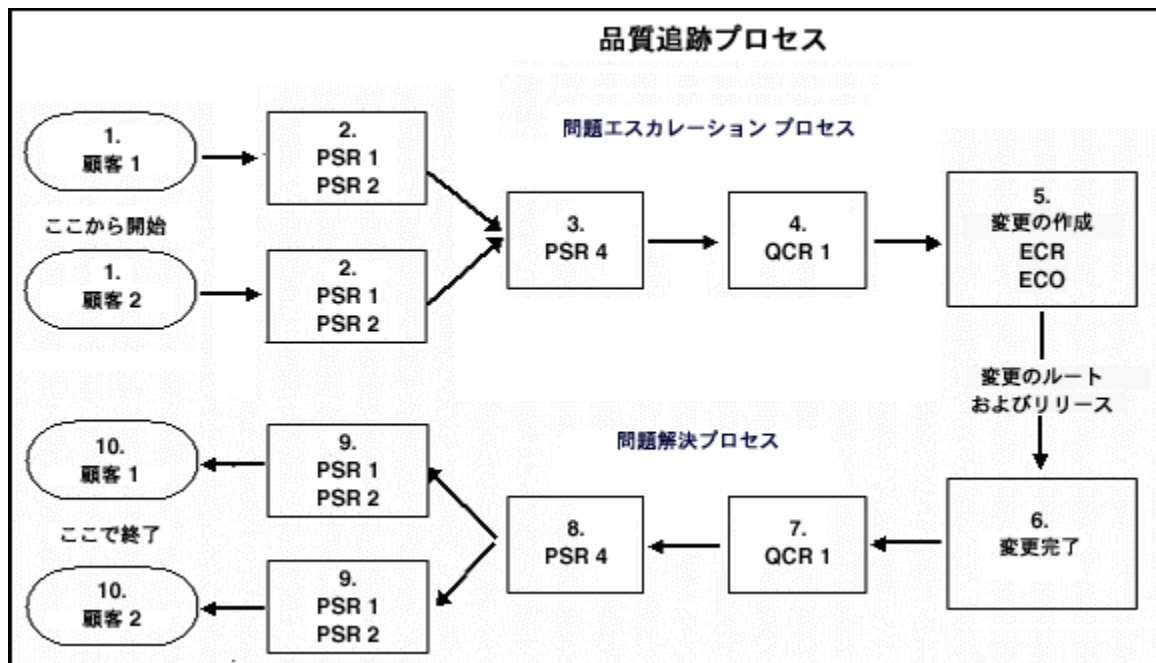 品質追跡プロセス
問題エスカレーション プロセス
1.
顧客 1
2.
PSR 1
PSR 2
ここから開始
1.
顧客 2
2.
PSR 1
PSR 2
3.
PSR 4
4.
QCR 1
5.
変更の作成
ECR
ECO
変更のルート
およびリリース
問題解決プロセス
6.
変更完了
7.
QCR 1
8.
PSR 4
9.
PSR 1
PSR 2
10.
顧客 1
ここで終了
9.
PSR 1
PSR 2
10.
顧客 2